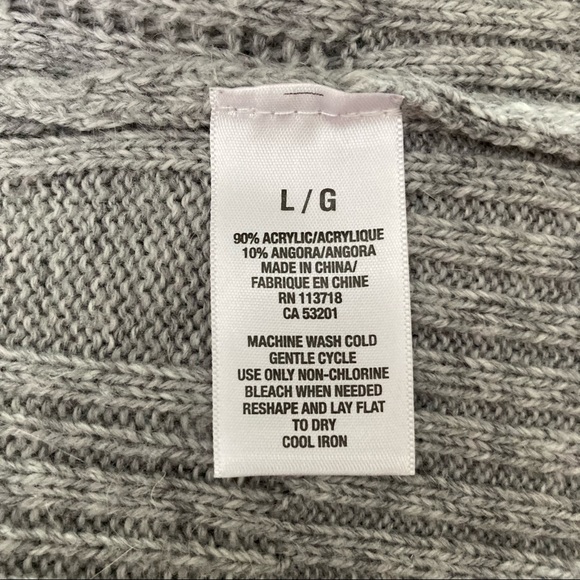 L / G
90% ACRYLIC/ACRYLIQUE
10% ANGORA/ANGORA
MADE IN CHINA/
FABRIQUE EN CHINE
RN 113718
CA 53201
MACHINE WASH COLD
GENTLE CYCLE
USE ONLY NON-CHLORINE
BLEACH WHEN NEEDED
RESHAPE AND LAY FLAT
TO DRY
COOL IRON